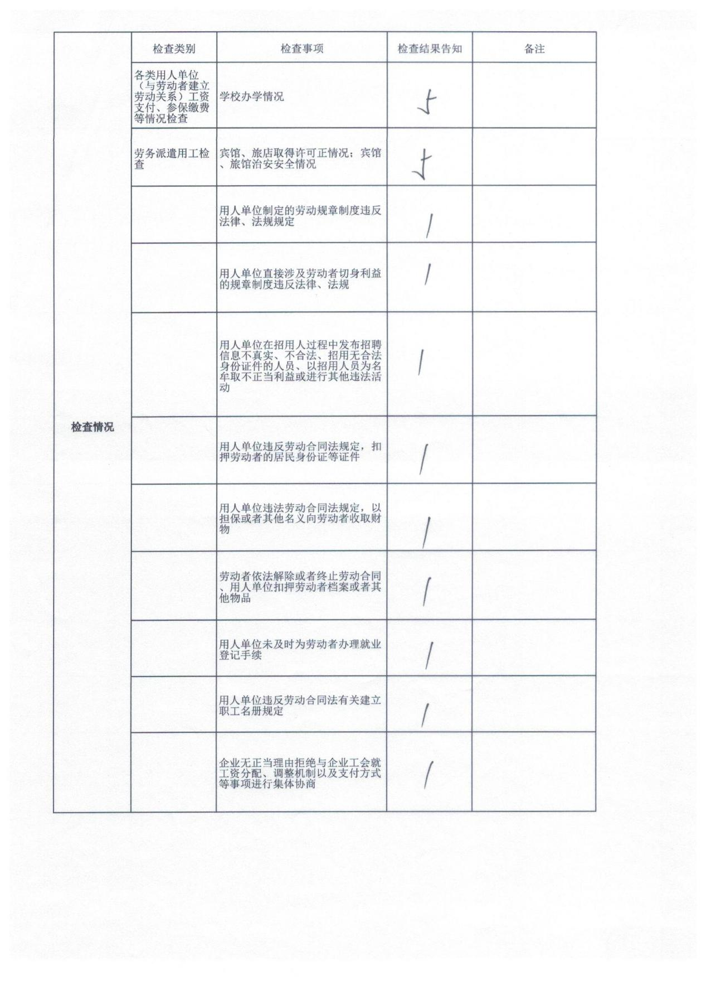 检查类别
检查事项
检查结果告知
备注
各类用人单位
（与劳动者建立
劳动关系）工资
支付、参保缴费
等情况检查
学校办学情况
劳务派遣用工检
查
宾馆、旅店取得许可正情况；宾馆
、旅馆治安安全情况
用人单位制定的劳动规章制度违反
法律、法规规定
用人单位直接涉及劳动者切身利益
的规章制度违反法律、法规
用人单位在招用人过程中发布招聘
信息不真实、不合法、招用无合法
身份证件的人员、以招用人员为名
牟取不正当利益或进行其他违法活
动
检查情况
用人单位违反劳动合同法规定，扣
押劳动者的居民身份证等证件
用人单位违法劳动合同法规定，以
担保或者其他名义向劳动者收取财
物
劳动者依法解除或者终止劳动合同
、用人单位扣押劳动者档案或者其
他物品
用人单位未及时为劳动者办理就业
登记手续
用人单位违反劳动合同法有关建立
职工名册规定
企业无正当理由拒绝与企业工会就
工资分配、调整机制以及支付方式
等事项进行集体协商